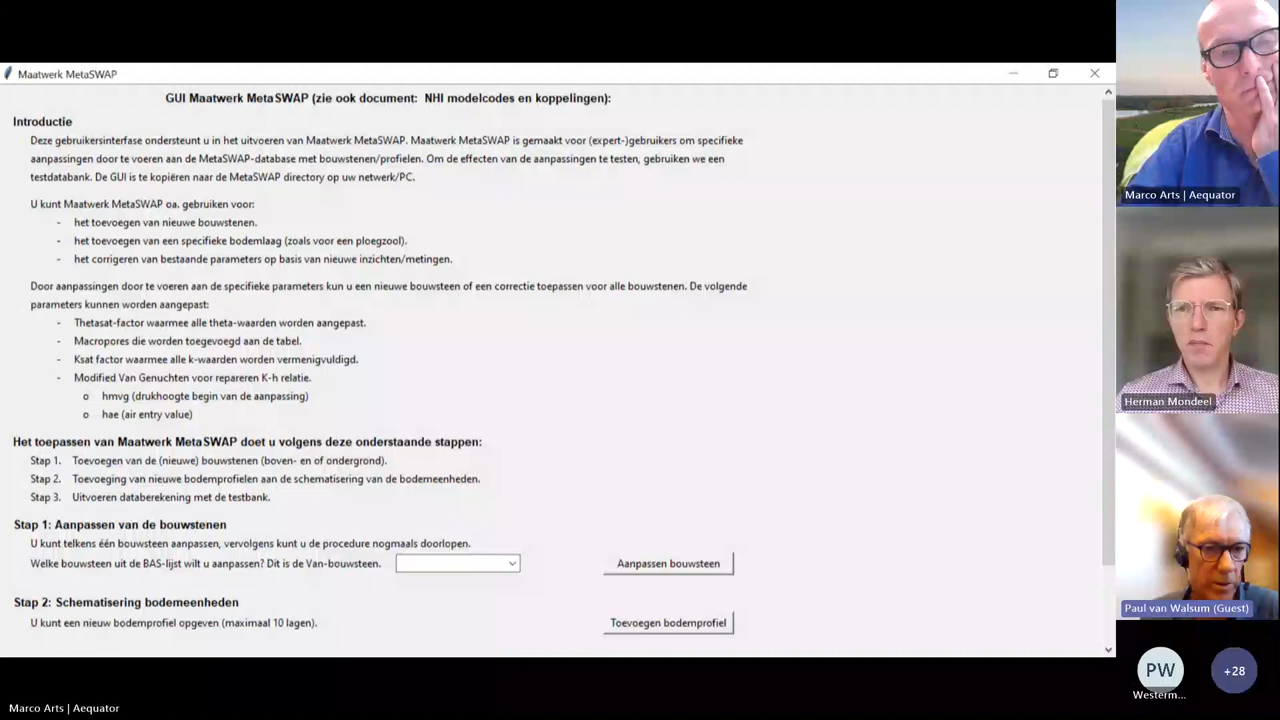 Maatwerk MetaSWAP
GUI Maatwerk MetaSWAP (zie ook document: NHI modelcodes en koppelingen):
Introductie
Deze gebruikersinterface ondersteunt u in het uitvoeren van Maatwerk MetaSWAP. Maatwerk MetaSWAP is gemaakt voor (expert-)gebruikers om specifieke
aanpassingen door te voeren aan de MetaSWAP-database met bouwstenen/profielen. Om de effecten van de aanpassingen te testen, gebruiken we een
testdatabank. De GUI is te kopiëren naar de MetaSWAP directory op uw netwerk/PC.
U kunt Maatwerk MetaSWAP oa. gebruiken voor:
- het toevoegen van nieuwe bouwstenen.
- het toevoegen van een specifieke bodemlaag (zoals voor een ploegzool).
- het corrigeren van bestaande parameters op basis van nieuwe inzichten/metingen.
Door aanpassingen door te voeren aan de specifieke parameters kun u een nieuwe bouwsteen of een correctie toepassen voor alle bouwstenen. De volgende
parameters kunnen worden aangepast:
- Thetasat-factor waarmee alle theta-waarden worden aangepast.
- Macropores die worden toegevoegd aan de tabel.
- Ksat factor waarmee alle k-waarden worden vermenigvuldigd.
- Modified Van Genuchten voor repareren K-h relatie.
o hmvg (drukhoogte begin van de aanpassing)
o hae (air entry value)
Het toepassen van Maatwerk MetaSWAP doet u volgens deze onderstaande stappen:
Stap 1. Toevoegen van de (nieuwe) bouwstenen (boven- en of ondergrond).
Stap 2. Toevoeging van nieuwe bodemprofielen aan de schematisering van de bodemeenheden.
Stap 3. Uitvoeren databerekening met de testbank.
Stap 1: Aanpassen van de bouwstenen
U kunt telkens één bouwsteen aanpassen, vervolgens kunt u de procedure nogmaals doorlopen.
Welke bouwsteen uit de BAS-lijst wilt u aanpassen? Dit is de Van-bouwsteen.
Aanpassen bouwsteen
Stap 2: Schematisering bodemeenheden
U kunt een nieuw bodemprofiel opgeven (maximaal 10 lagen).
Toevoegen bodemprofiel
Marco Arts | Aequator
Herman Mondeel
Paul van Walsum (Guest)
PW
+28
Westerm...
Marco Arts | Aequator